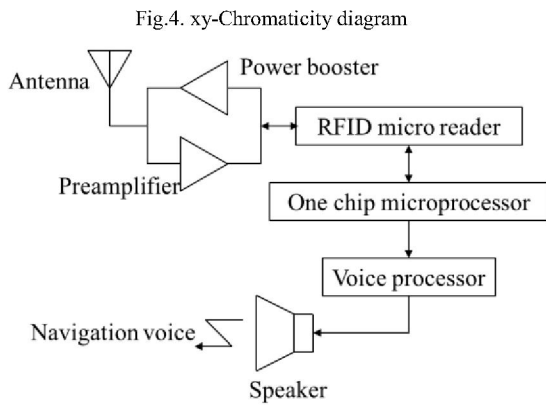 Fig.4. xy-Chromaticity diagram
Power booster
Antenna
RFID micro reader
Preamplifier
One chip microprocessor
Voice processor
Navigation voice
Speaker